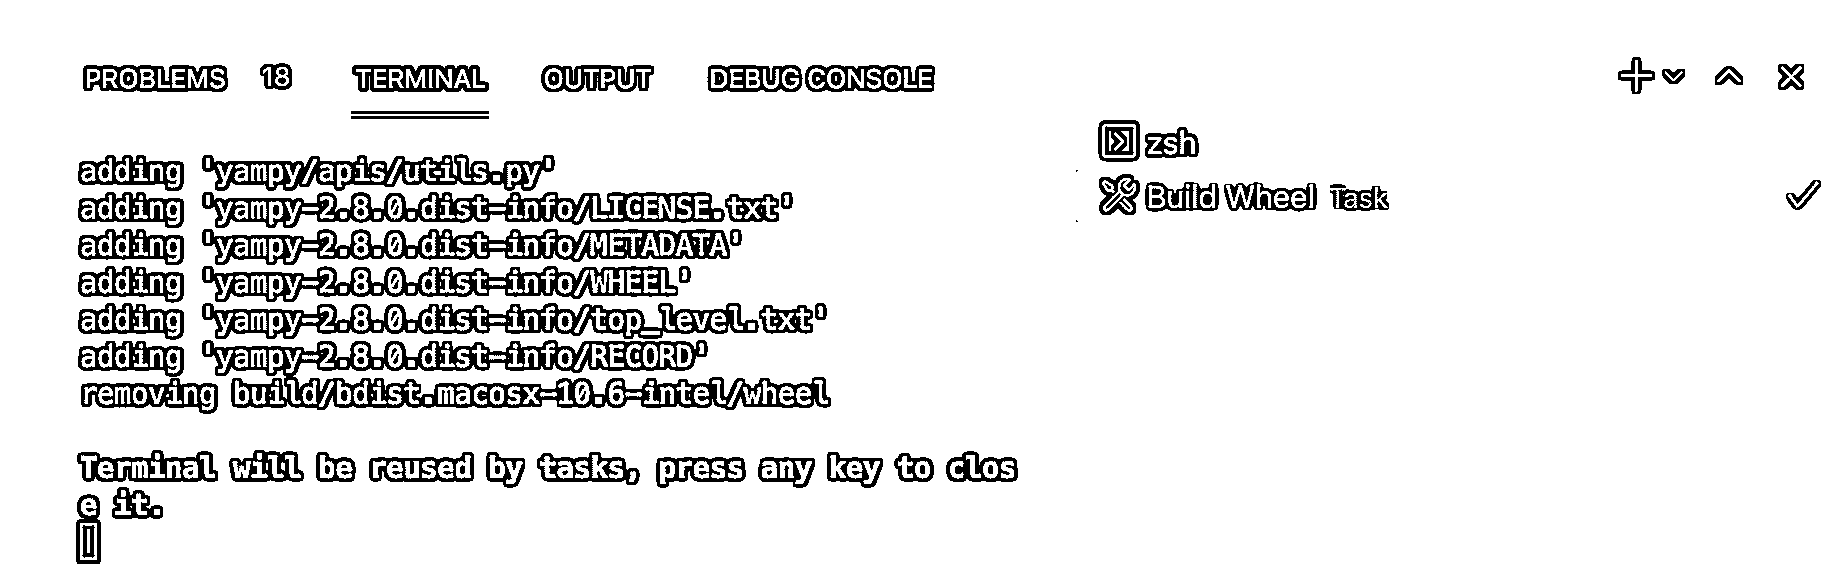 PROBLEMS 18 TERMINAL OUTPUT DEBUG CONSOLE
adding 'yampy/apis/utils.py'
adding 'yampy-2.8.0.dist-info/LICENSE.txt'
adding 'yampy-2.8.0.dist-info/METADATA'
adding 'yampy-2.8.0.dist-info/WHEEL'
adding 'yampy-2.8.0.dist-info/top_level.txt'
adding 'yampy-2.8.0.dist-info/RECORD'
removing build/bdist.macosx-10.6-intel/wheel
Terminal will be reused by tasks, press any key to clos
e it.
zsh
Build Wheel Task